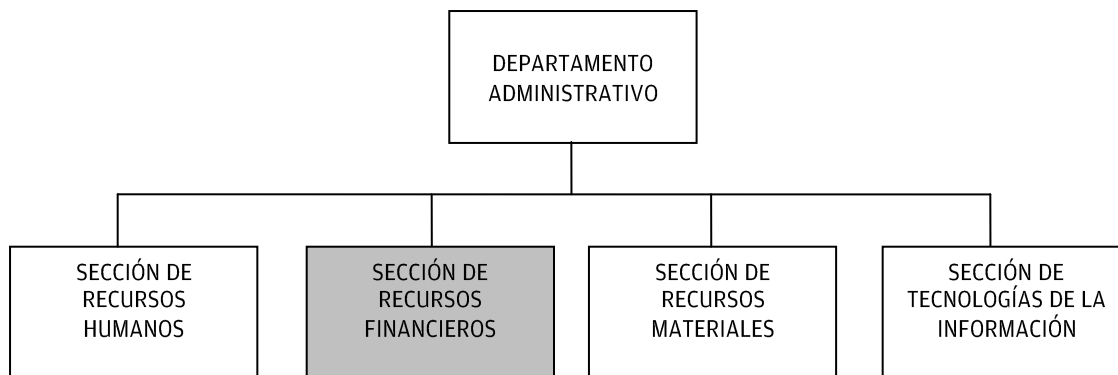 DEPARTAMENTO
ADMINISTRATIVO
SECCIÓN DE
RECURSOS
HUMANOS
SECCIÓN DE
RECURSOS
FINANCIEROS
SECCIÓN DE
RECURSOS
MATERIALES
SECCIÓN DE
TECNOLOGÍAS DE LA
INFORMACIÓN